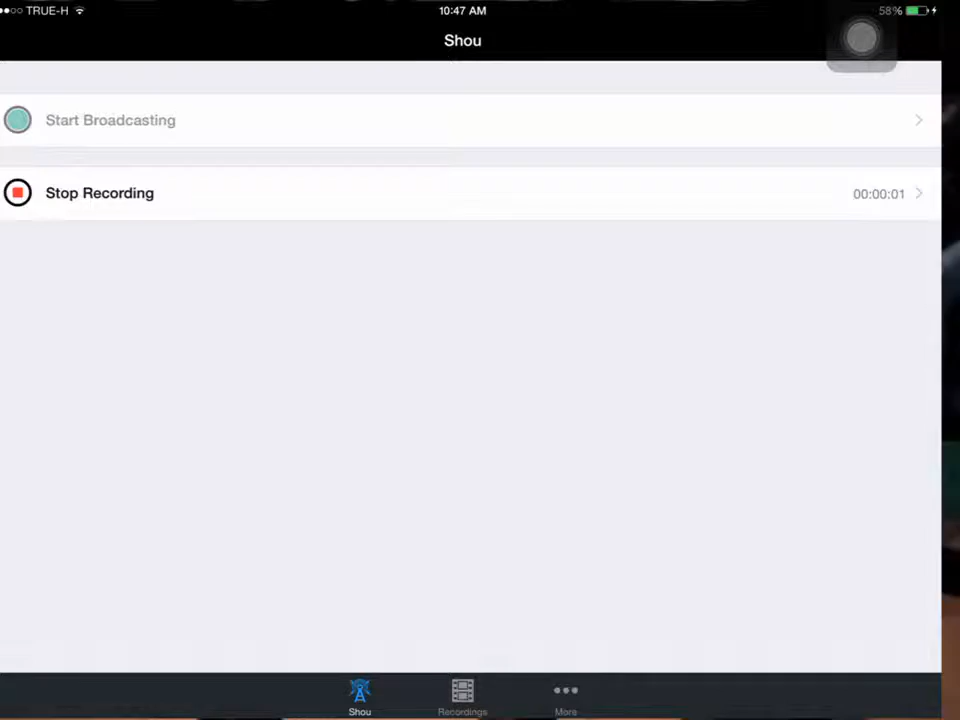 TRUE-H 10:47 AM 58%
Shou
Start Broadcasting
Stop Recording 00:00:01
Shou Recordings More